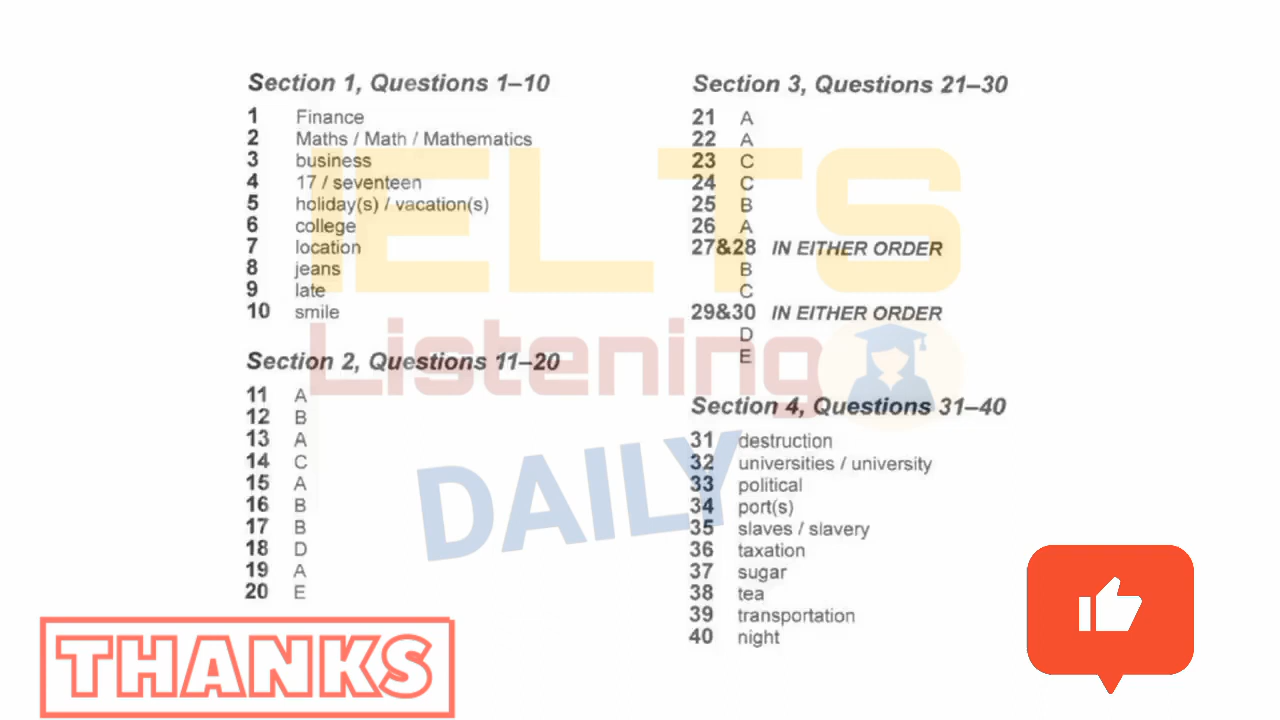 Section 1, Questions 1–10
1 Finance
2 Maths / Math / Mathematics
3 business
4 17 / seventeen
5 holiday(s) / vacation(s)
6 college
7 location
8 jeans
9 late
10 smile
Section 2, Questions 11–20
11 A
12 B
13 A
14 C
15 A
16 B
17 B
18 D
19 A
20 E
Section 3, Questions 21–30
21 A
22 A
23 C
24 C
25 B
26 A
27&28 IN EITHER ORDER
B
C
29&30 IN EITHER ORDER
D
E
Section 4, Questions 31–40
31 destruction
32 universities / university
33 political
34 port(s)
35 slaves / slavery
36 taxation
37 sugar
38 tea
39 transportation
40 night
IELTS
Listening
DAILY
THANKS